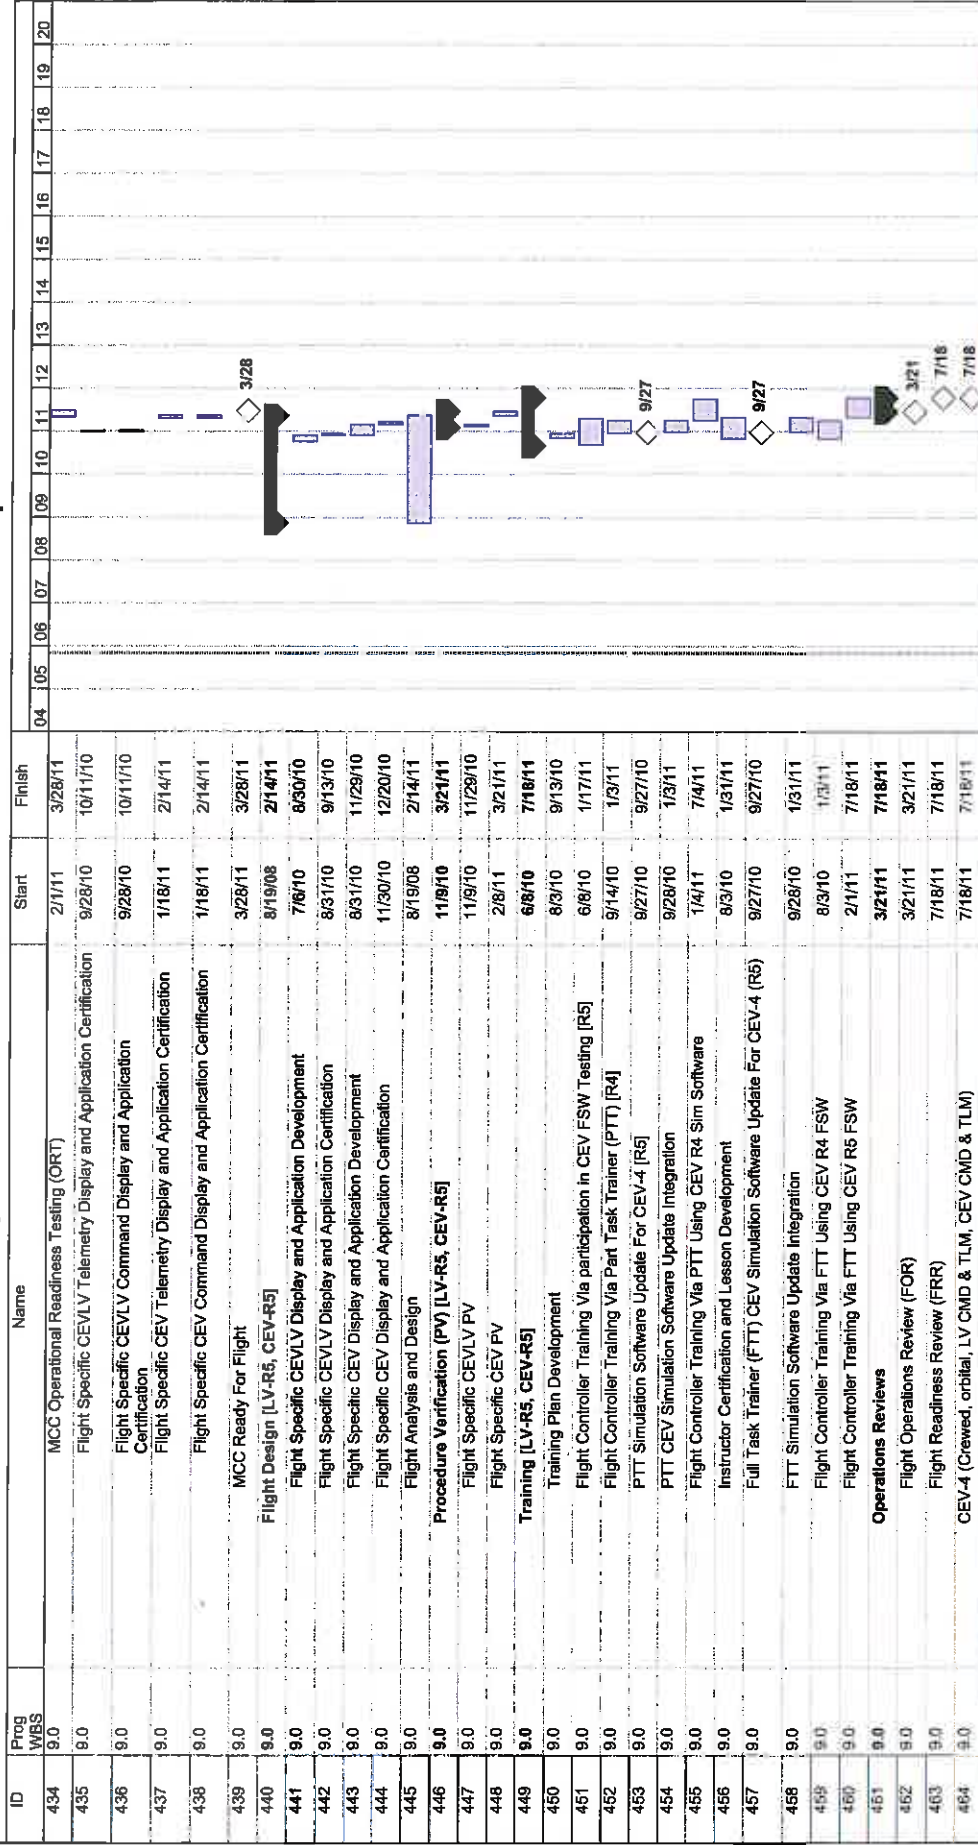 ID Prog WBS Name Start Finish 04 05 06 07 08 09 10 11 12 13 14 15 16 17 18 19 20
434 9.0 MCC Operational Readiness Testing (ORT) 2/1/11 3/28/11
435 9.0 Flight Specific CEVLV Telemetry Display and Application Certification 9/28/10 10/11/10
436 9.0 Flight Specific CEVLV Command Display and Application 9/28/10 10/11/10
Certification
437 9.0 Flight Specific CEV Telemetry Display and Application Certification 1/18/11 2/14/11
438 9.0 Flight Specific CEV Command Display and Application Certification 1/18/11 2/14/11
439 9.0 MCC Ready For Flight 3/28/11 3/28/11 3/28
440 9.0 Flight Design [LV-R5, CEV-R5] 8/19/08 2/14/11
441 9.0 Flight Specific CEVLV Display and Application Development 7/6/10 8/30/10
442 9.0 Flight Specific CEVLV Display and Application Certification 8/31/10 9/13/10
443 9.0 Flight Specific CEV Display and Application Development 8/31/10 11/29/10
444 9.0 Flight Specific CEV Display and Application Certification 11/30/10 12/20/10
445 9.0 Flight Analysis and Design 8/19/08 2/14/11
446 9.0 Procedure Verification (PV) [LV-R5, CEV-R5] 11/9/10 3/21/11
447 9.0 Flight Specific CEVLV PV 11/9/10 11/29/10
448 9.0 Flight Specific CEV PV 2/8/11 3/21/11
449 9.0 Training [LV-R5, CEV-R5] 6/8/10 7/18/11
450 9.0 Training Plan Development 8/3/10 9/13/10
451 9.0 Flight Controller Training Via participation in CEV FSW Testing [R5] 6/8/10 1/17/11
452 9.0 Flight Controller Training Via Part Task Trainer (PTT) [R4] 9/14/10 1/3/11
453 9.0 PTT Simulation Software Update For CEV-4 [R5] 9/27/10 9/27/10 9/27
454 9.0 PTT CEV Simulation Software Update Integration 9/28/10 1/3/11
455 9.0 Flight Controller Training Via PTT Using CEV R4 Sim Software 1/4/11 7/4/11
456 9.0 Instructor Certification and Lesson Development 8/3/10 1/31/11
457 9.0 Full Task Trainer (FTT) CEV Simulation Software Update For CEV-4 (R5) 9/27/10 9/27/10 9/27
458 9.0 FTT Simulation Software Update Integration 9/28/10 1/31/11
459 9.0 Flight Controller Training Via FTT Using CEV R4 FSW 8/3/10 1/3/11
460 9.0 Flight Controller Training Via FTT Using CEV R5 FSW 2/1/11 7/18/11
461 9.0 Operations Reviews 3/21/11 7/18/11
462 9.0 Flight Operations Review (FOR) 3/21/11 3/21/11 3/21
463 9.0 Flight Readiness Review (FRR) 7/18/11 7/18/11 7/18
464 9.0 CEV-4 (Crewed, orbital, LV CMD & TLM, CEV CMD & TLM) 7/18/11 7/18/11 7/18